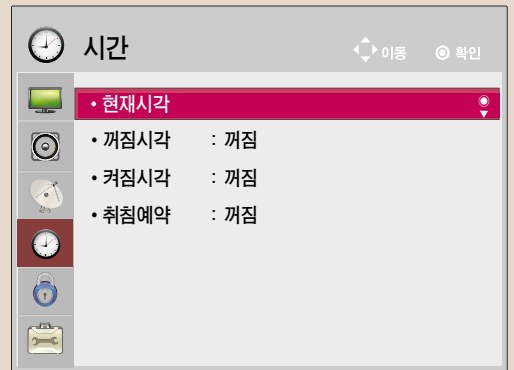 시간 이동 확인
• 현재시각
• 꺼짐시각 : 꺼짐
• 켜짐시각 : 꺼짐
• 취침예약 : 꺼짐